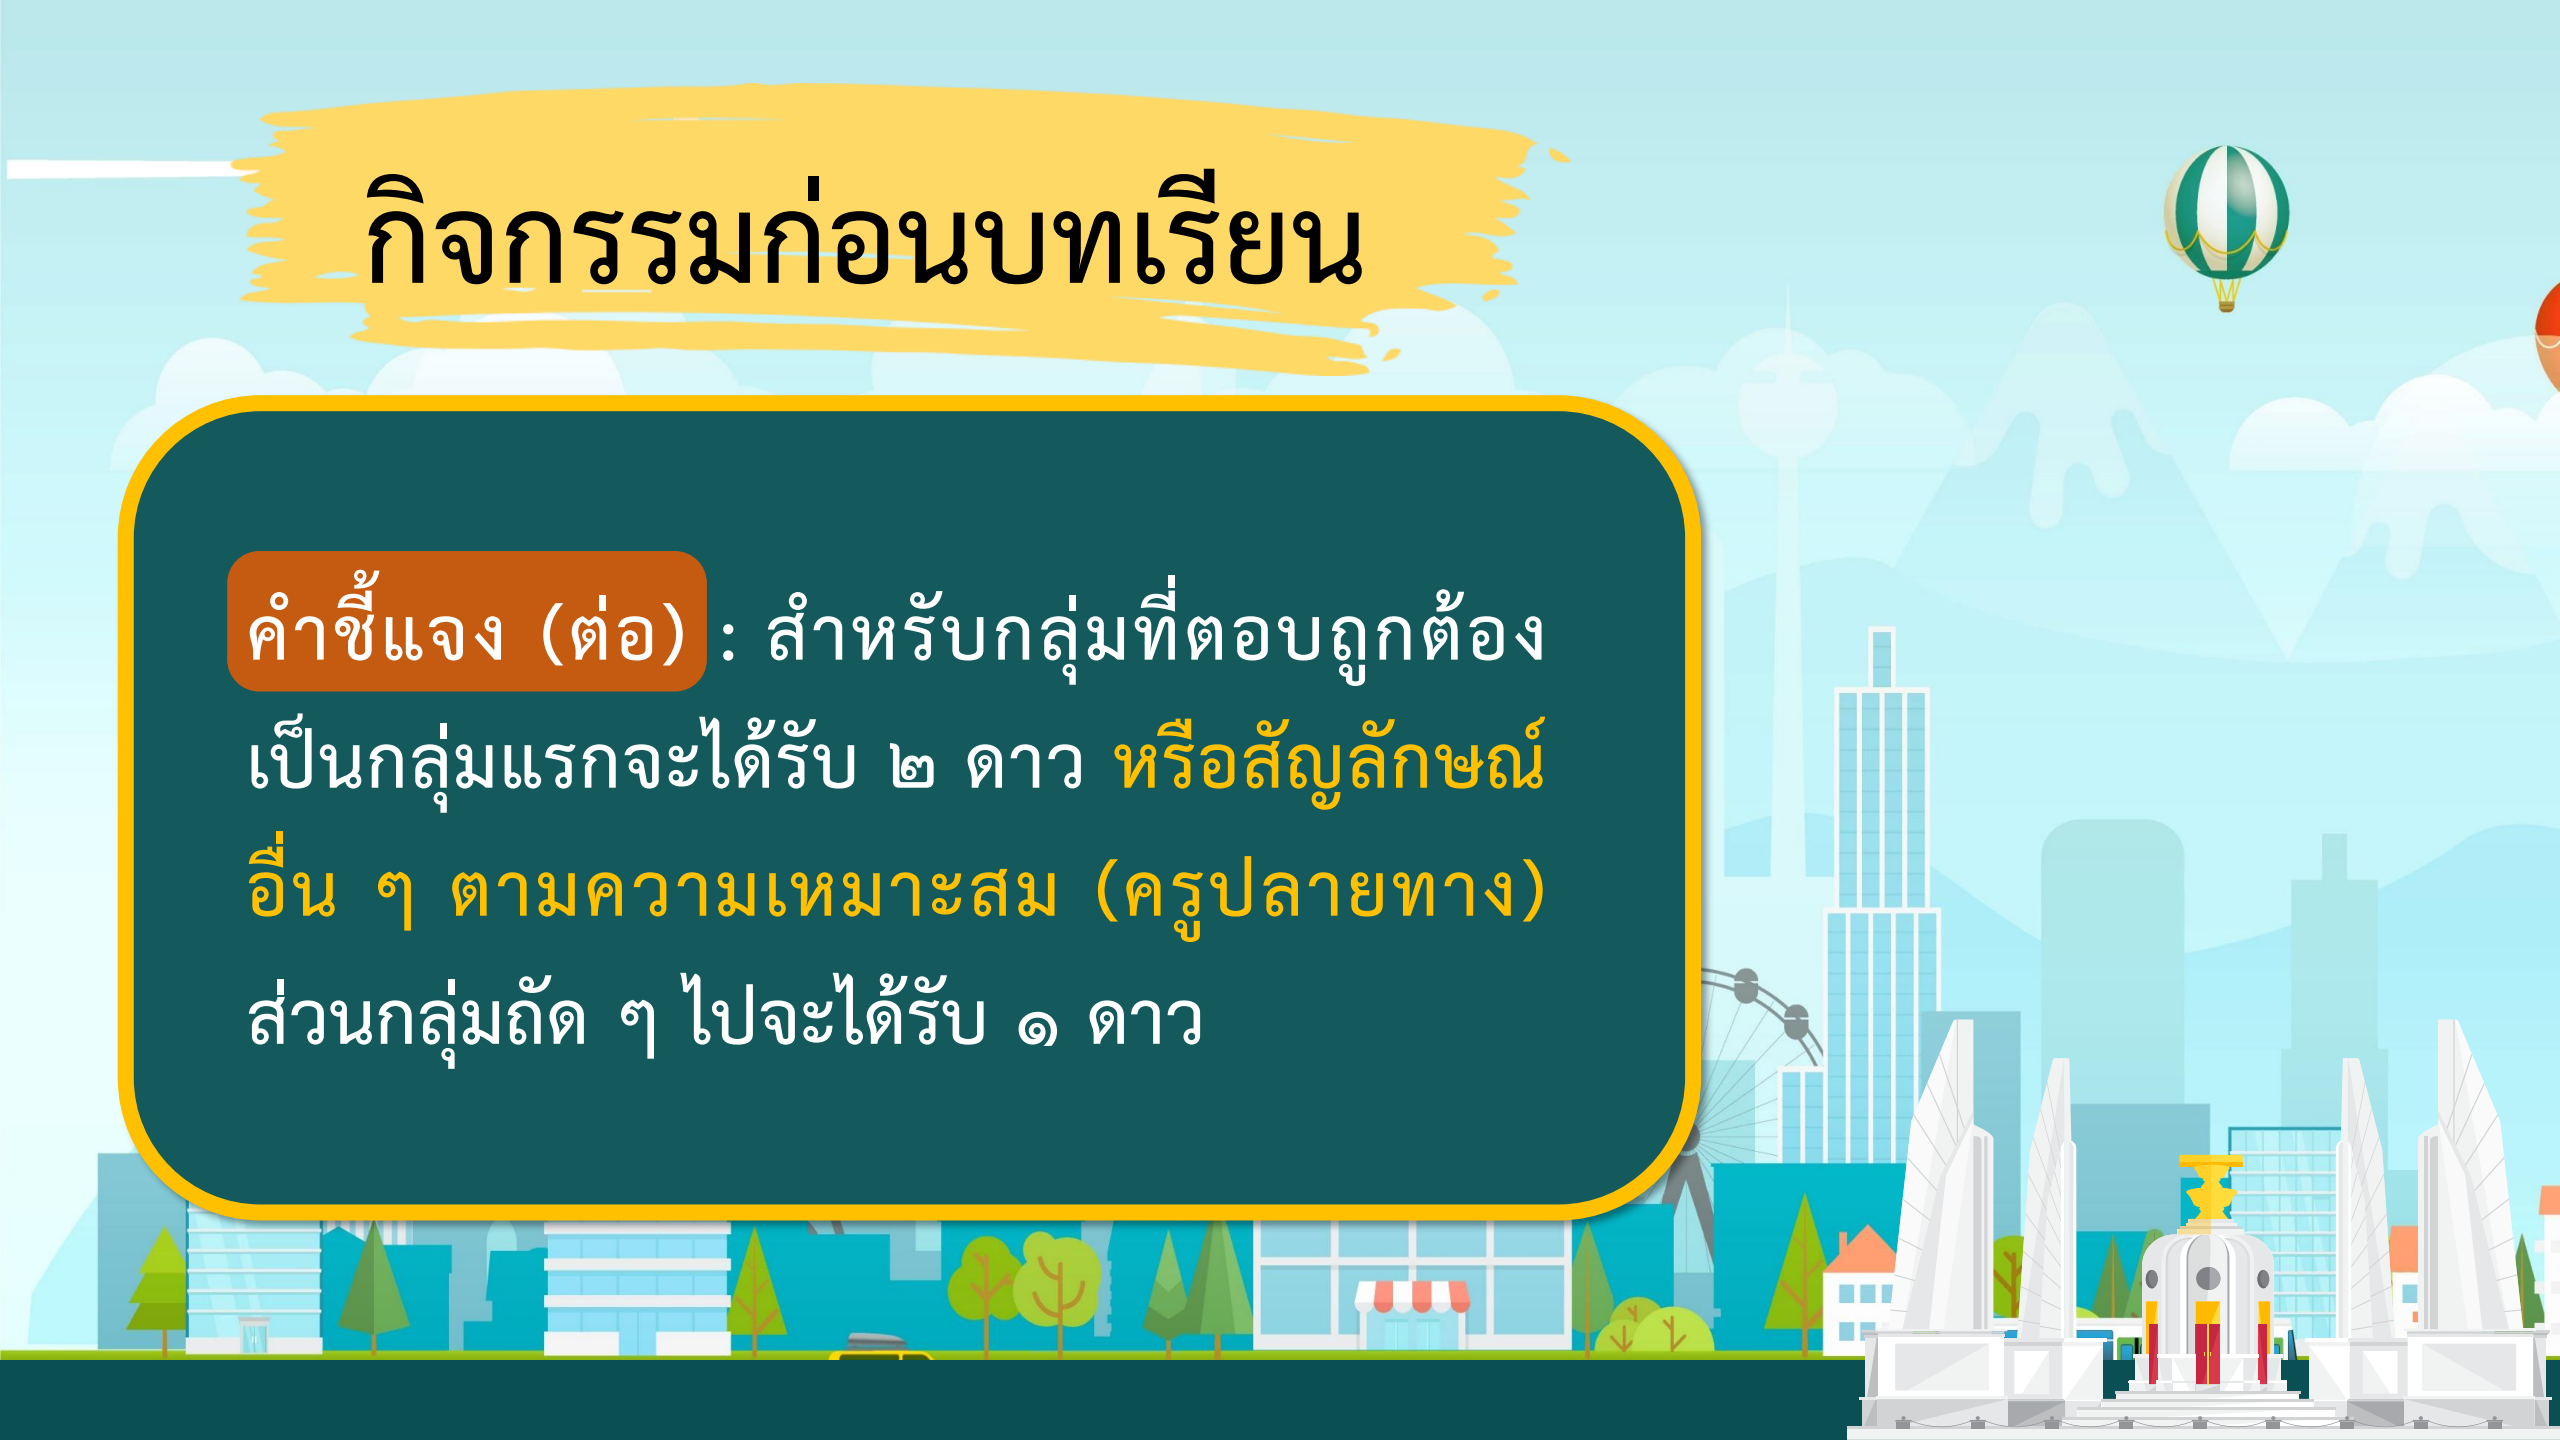 กิจกรรมก่อนบทเรียน
คำชี้แจง (ต่อ) : สำหรับกลุ่มที่ตอบถูกต้อง
เป็นกลุ่มแรกจะได้รับ ๒ ดาว หรือสัญลักษณ์
อื่น ๆ ตามความเหมาะสม (ครูปลายทาง)
ส่วนกลุ่มถัด ๆ ไปจะได้รับ ๑ ดาว